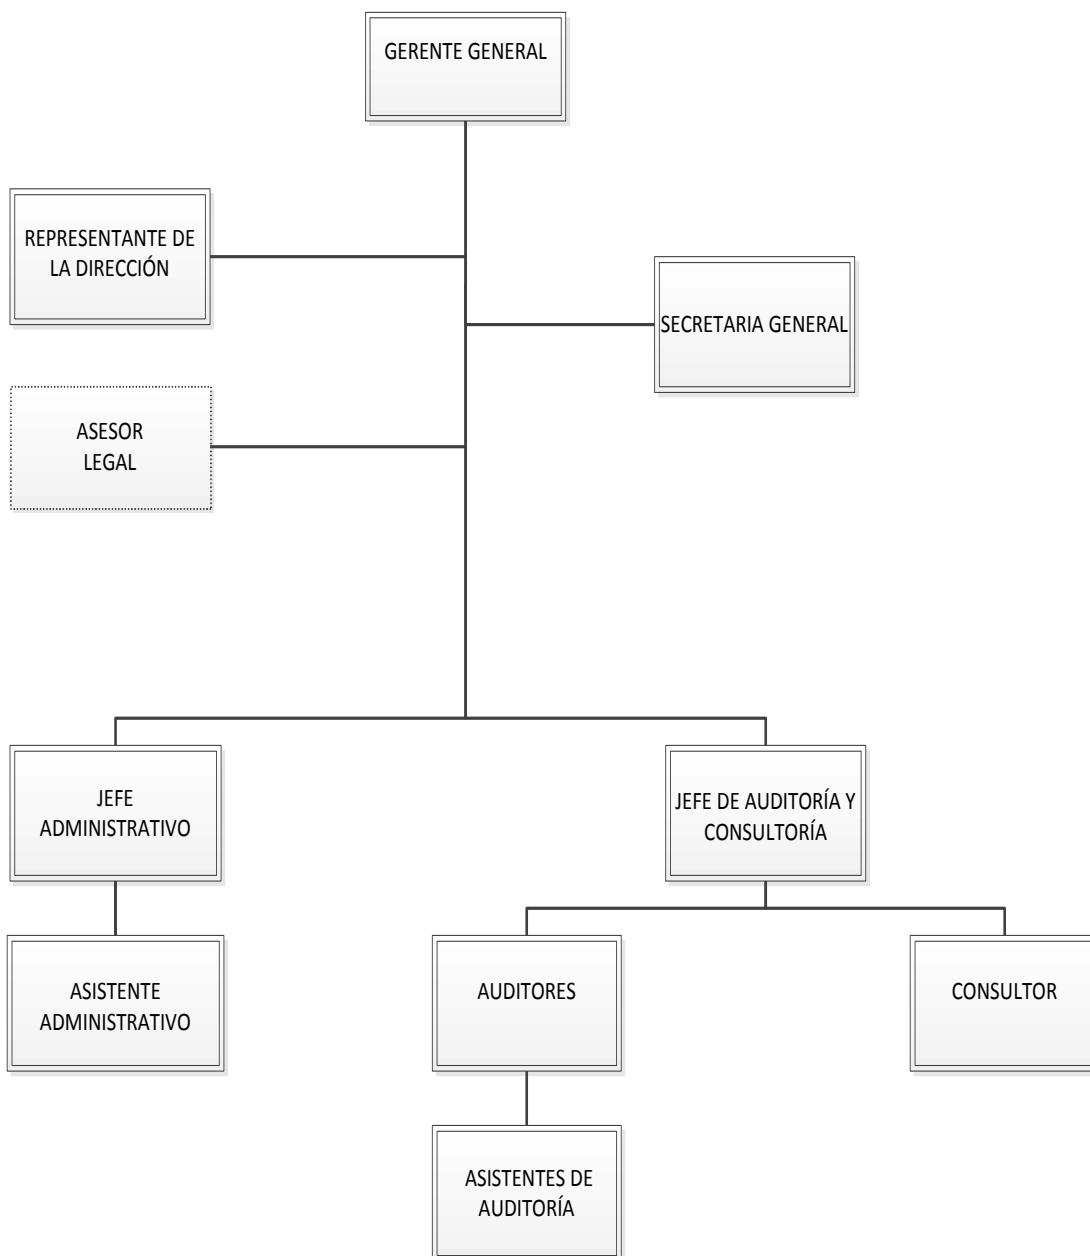 GERENTE GENERAL
REPRESENTANTE DE
LA DIRECCIÓN
SECRETARIA GENERAL
ASESOR
LEGAL
JEFE
ADMINISTRATIVO
JEFE DE AUDITORÍA Y
CONSULTORÍA
ASISTENTE
ADMINISTRATIVO
AUDITORES
CONSULTOR
ASISTENTES DE
AUDITORÍA